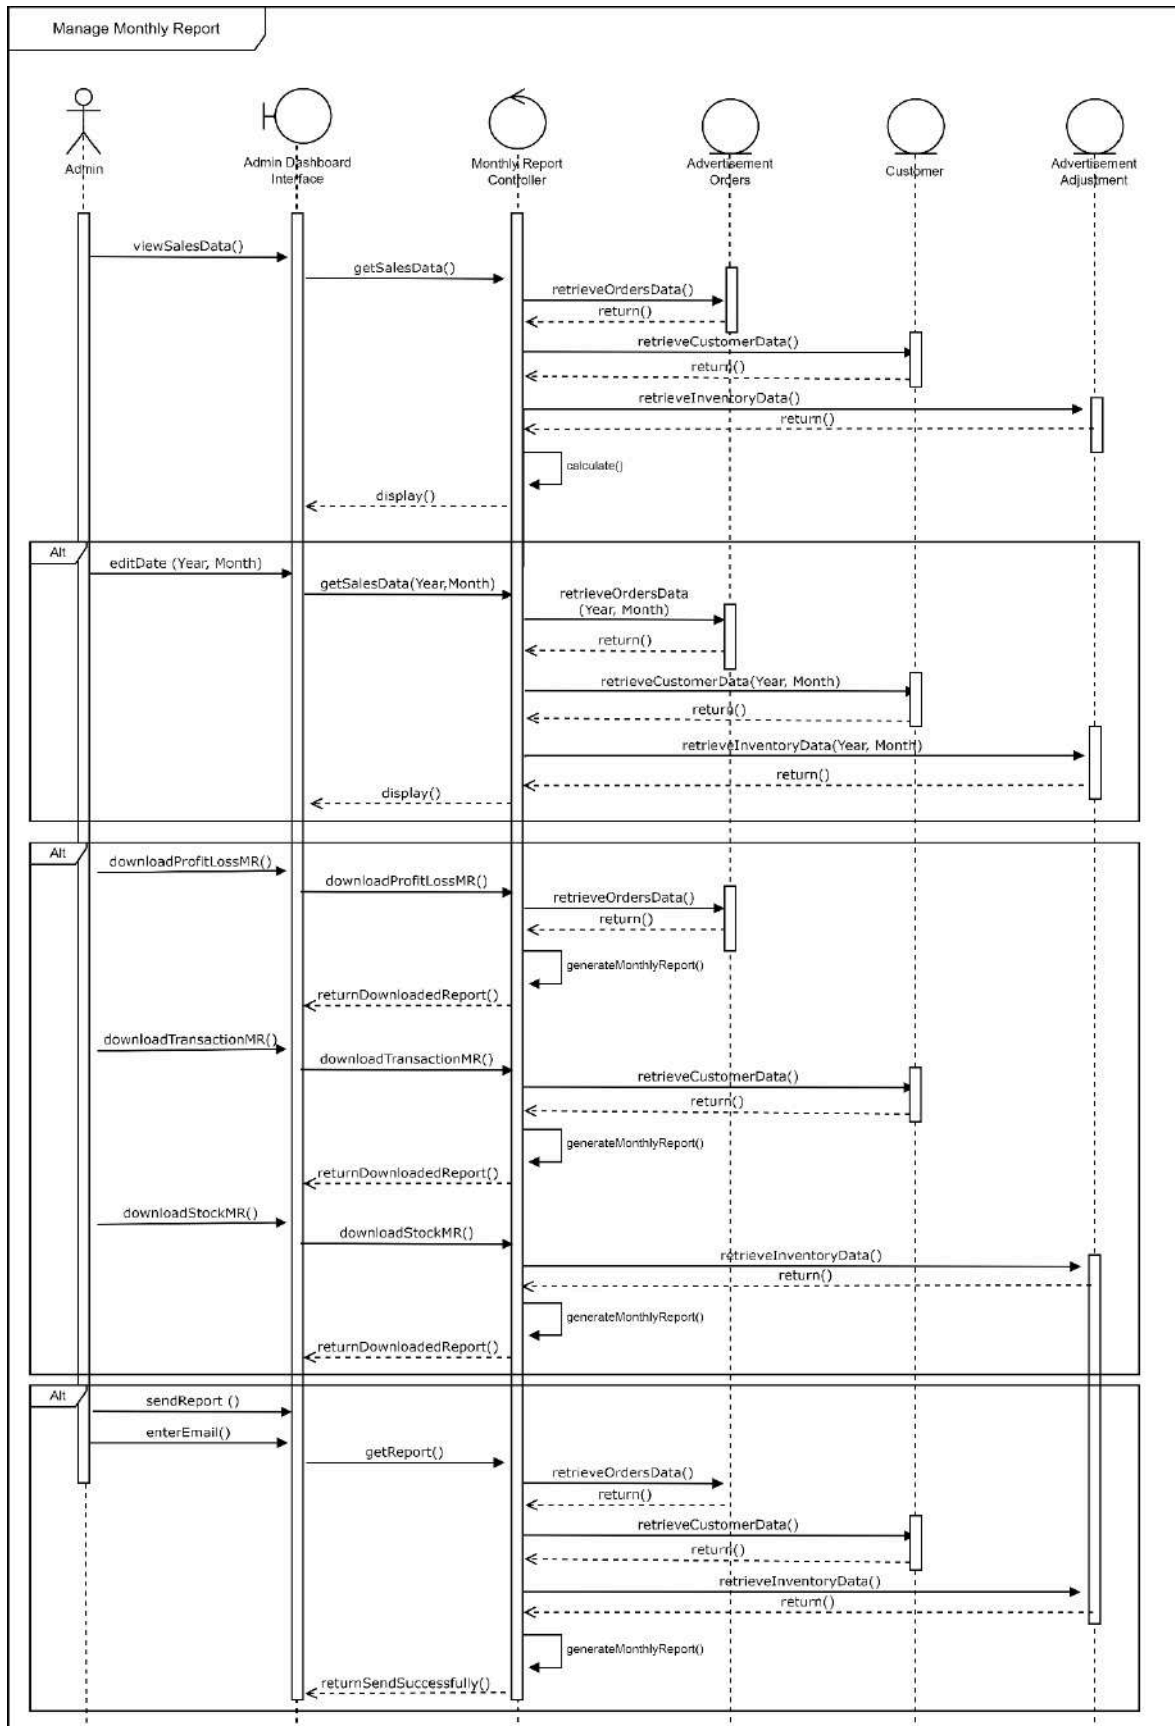 Manage Monthly Report
Admin
Admin Dashboard
Interface
Monthly Report
Controller
Advertisement
Orders
Customer
Advertisement
Adjustment
viewSalesData()
getSalesData()
retrieveOrdersData()
return()
retrieveCustomerData()
return()
retrieveInventoryData()
return()
calculate()
display()
Alt
editDate (Year, Month)
getSalesData(Year,Month)
retrieveOrdersData
(Year, Month)
return()
retrieveCustomerData(Year, Month)
return()
retrieveInventoryData(Year, Month)
return()
display()
Alt
downloadProfitLossMR()
downloadProfitLossMR()
retrieveOrdersData()
return()
generateMonthlyReport()
returnDownloadedReport()
downloadTransactionMR()
downloadTransactionMR()
retrieveCustomerData()
return()
generateMonthlyReport()
returnDownloadedReport()
downloadStockMR()
downloadStockMR()
retrieveInventoryData()
return()
generateMonthlyReport()
returnDownloadedReport()
Alt
sendReport ()
enterEmail()
getReport()
retrieveOrdersData()
return()
retrieveCustomerData()
return()
retrieveInventoryData()
return()
generateMonthlyReport()
returnSendSuccessfully()